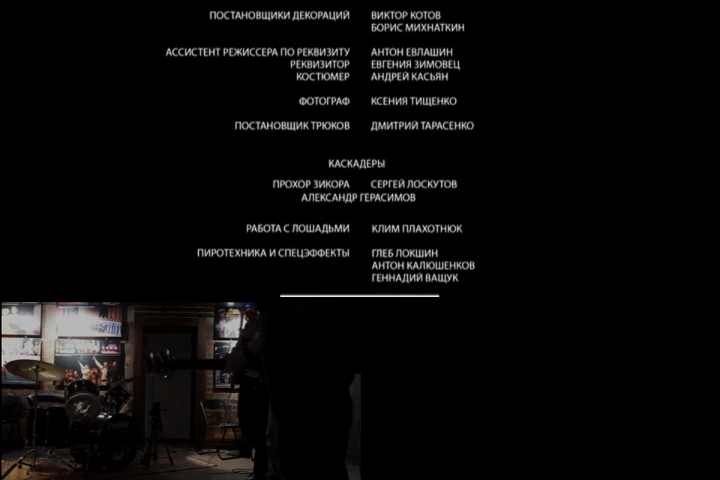 ПОСТАНОВЩИКИ ДЕКОРАЦИЙ ВИКТОР КОТОВ
БОРИС МИХНАТКИН
АССИСТЕНТ РЕЖИССЕРА ПО РЕКВИЗИТУ АНТОН ЕВЛАШИН
РЕКВИЗИТОР ЕВГЕНИЯ ЗИМОВЕЦ
КОСТЮМЕР АНДРЕЙ КАСЬЯН
ФОТОГРАФ КСЕНИЯ ТИЩЕНКО
ПОСТАНОВЩИК ТРЮКОВ ДМИТРИЙ ТАРАСЕНКО
КАСКАДЕРЫ
ПРОХОР ЗИКОРА СЕРГЕЙ ЛОСКУТОВ
АЛЕКСАНДР ГЕРАСИМОВ
РАБОТА С ЛОШАДЬМИ КЛИМ ПЛАХОТНЮК
ПИРОТЕХНИКА И СПЕЦЭФФЕКТЫ ГЛЕБ ЛОКШИН
АНТОН КАЛЮШЕНКОВ
ГЕННАДИЙ ВАЩУК